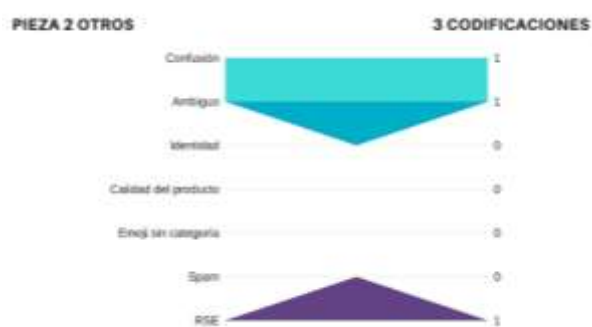 PIEZA 2 OTROS
3 CODIFICACIONES
Confusión 1
Ambiguo 1
Identidad 0
Calidad del producto 0
Emoji sin categoría 0
Spam 0
RSE 1